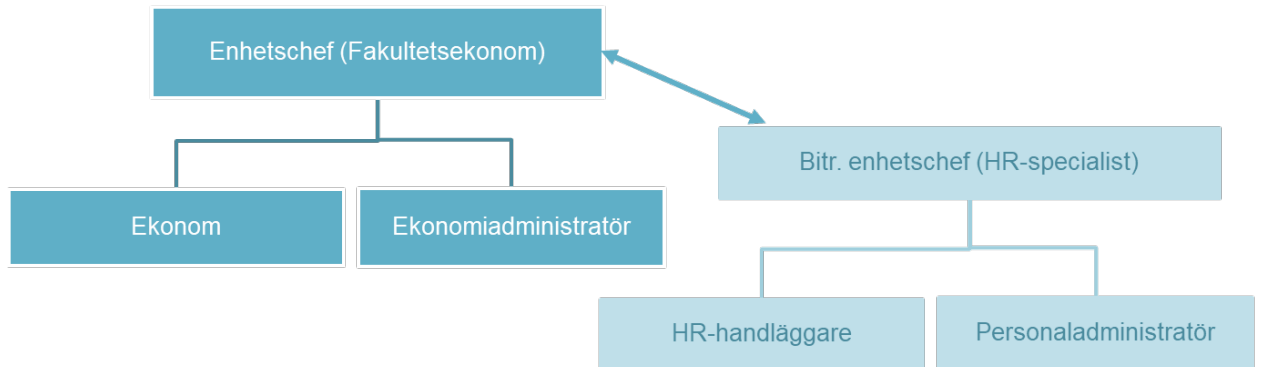 Enhetschef (Fakultetsekonom)
Bitr. enhetschef (HR-specialist)
Ekonom
Ekonomiadministratör
HR-handläggare
Personaladministratör